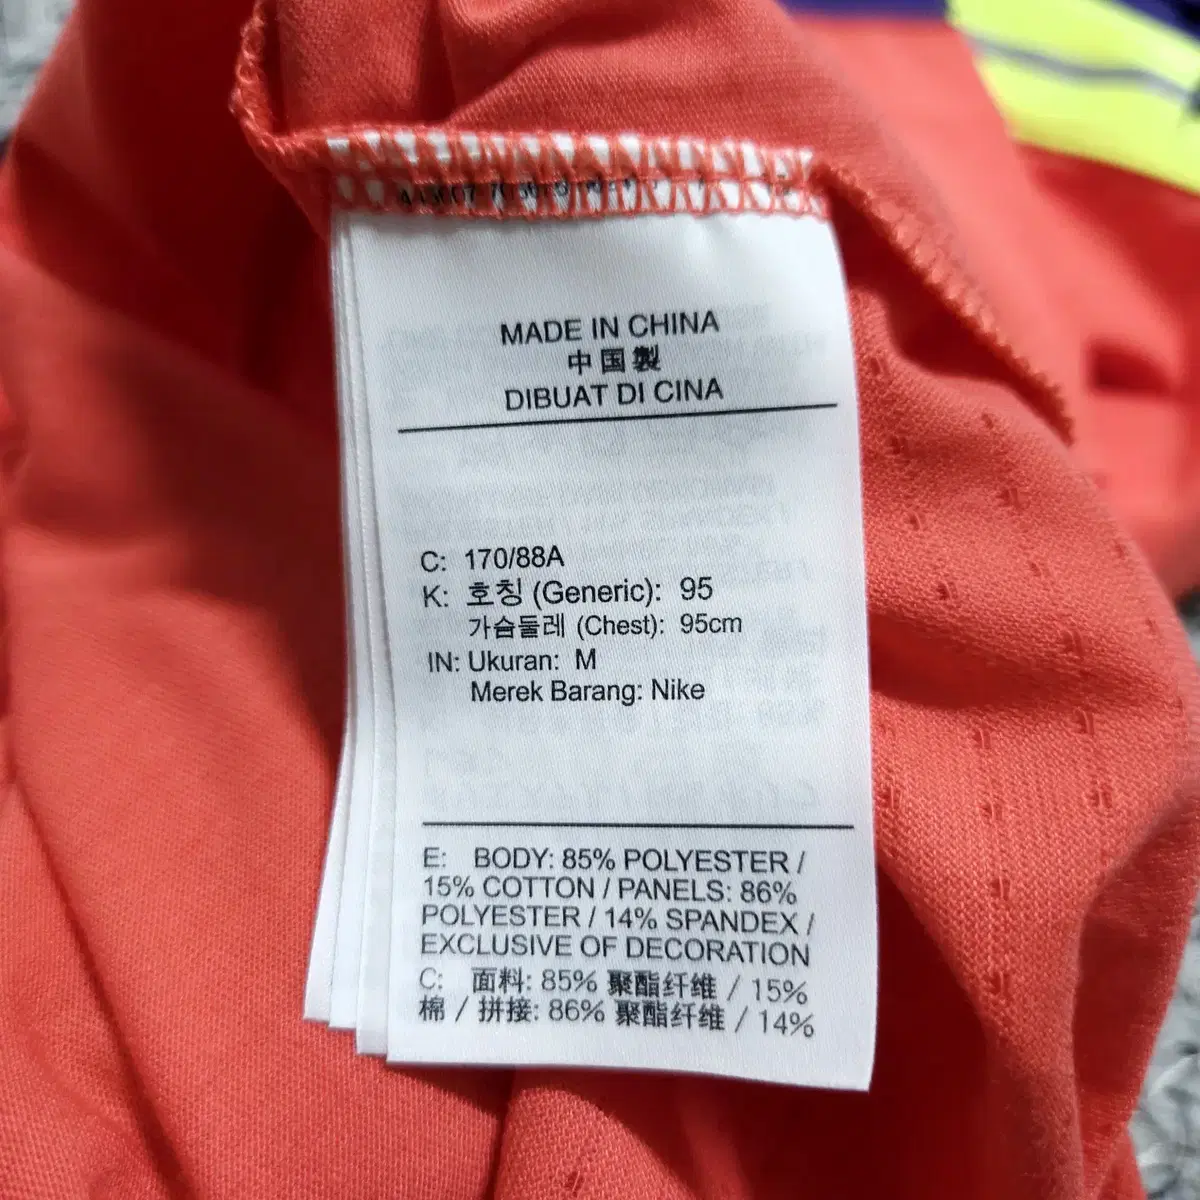 MADE IN CHINA
中国製
DIBUAT DI CINA
C: 170/88A
K: 호칭 (Generic): 95
가슴둘레 (Chest): 95cm
IN: Ukuran: M
Merek Barang: Nike
E: BODY: 85% POLYESTER /
15% COTTON / PANELS: 86%
POLYESTER / 14% SPANDEX /
EXCLUSIVE OF DECORATION
C: 面料: 85% 聚酯纤维 / 15%
棉 / 拼接: 86% 聚酯纤维 / 14%